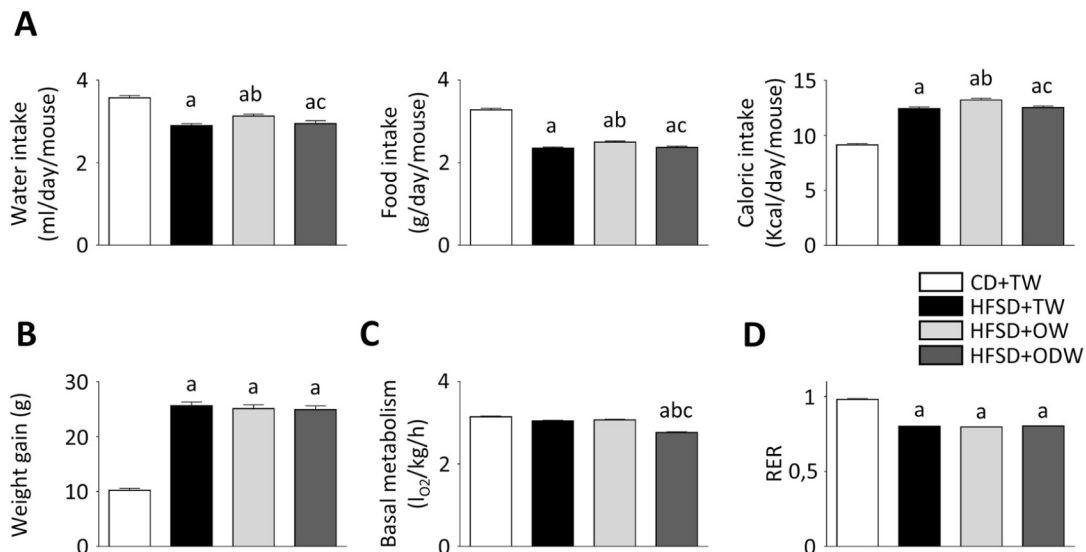 A
Water intake
(ml/day/mouse)
4
2
0
a
ab
ac
Food intake
(g/day/mouse)
4
2
0
a
ab
ac
Caloric intake
(Kcal/day/mouse)
15
10
5
0
a
ab
ac
CD+TW
HFSD+TW
HFSD+OW
HFSD+ODW
B
Weight gain (g)
30
20
10
0
a
a
a
C
Basal metabolism
(lO2/kg/h)
4
2
0
abc
D
RER
1
0,5
0
a
a
a